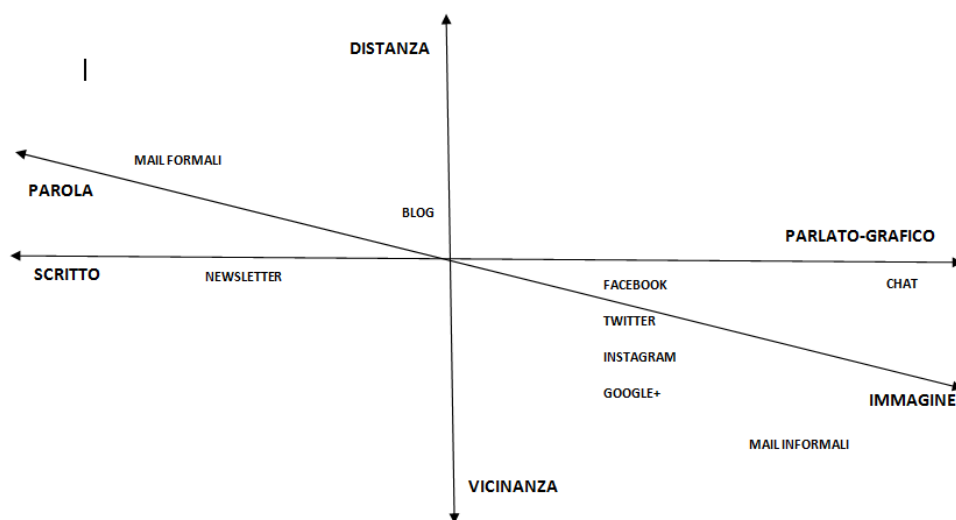 DISTANZA
MAIL FORMALI
PAROLA
BLOG
PARLATO-GRAFICO
SCRITTO
NEWSLETTER
FACEBOOK
CHAT
TWITTER
INSTAGRAM
GOOGLE+
IMMAGINE
MAIL INFORMALI
VICINANZA